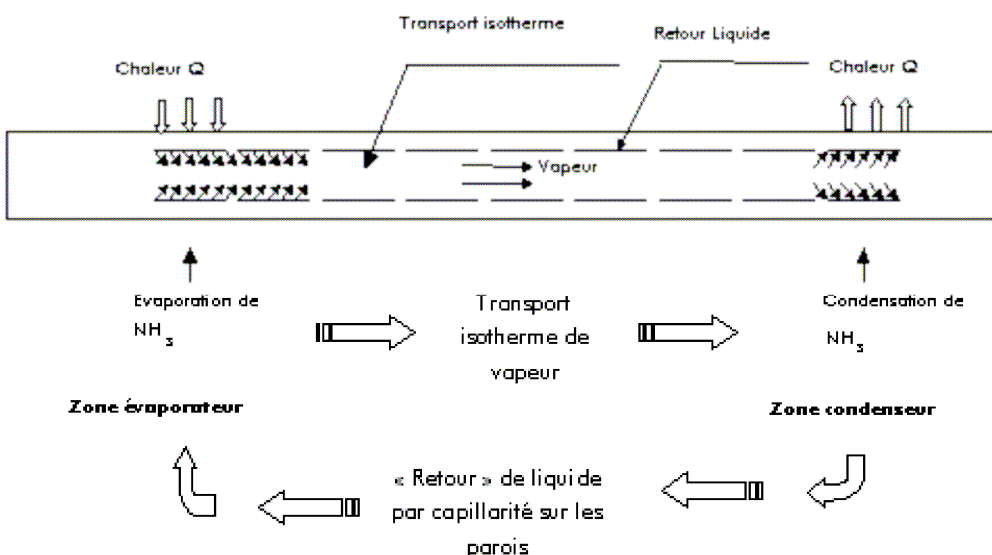 Transport isotherme
Retour Liquide
Chaleur Q
Chaleur Q
Vapeur
Evaporation de
NH3
Transport
isotherme de
vapeur
Condensation de
NH3
Zone évaporateur
Zone condenseur
« Retour » de liquide
par capillarité sur les
parois